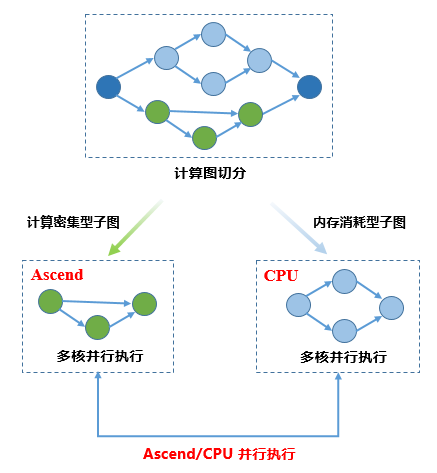 计算图切分
计算密集型子图
内存消耗型子图
Ascend
CPU
多核并行执行
多核并行执行
Ascend/CPU 并行执行